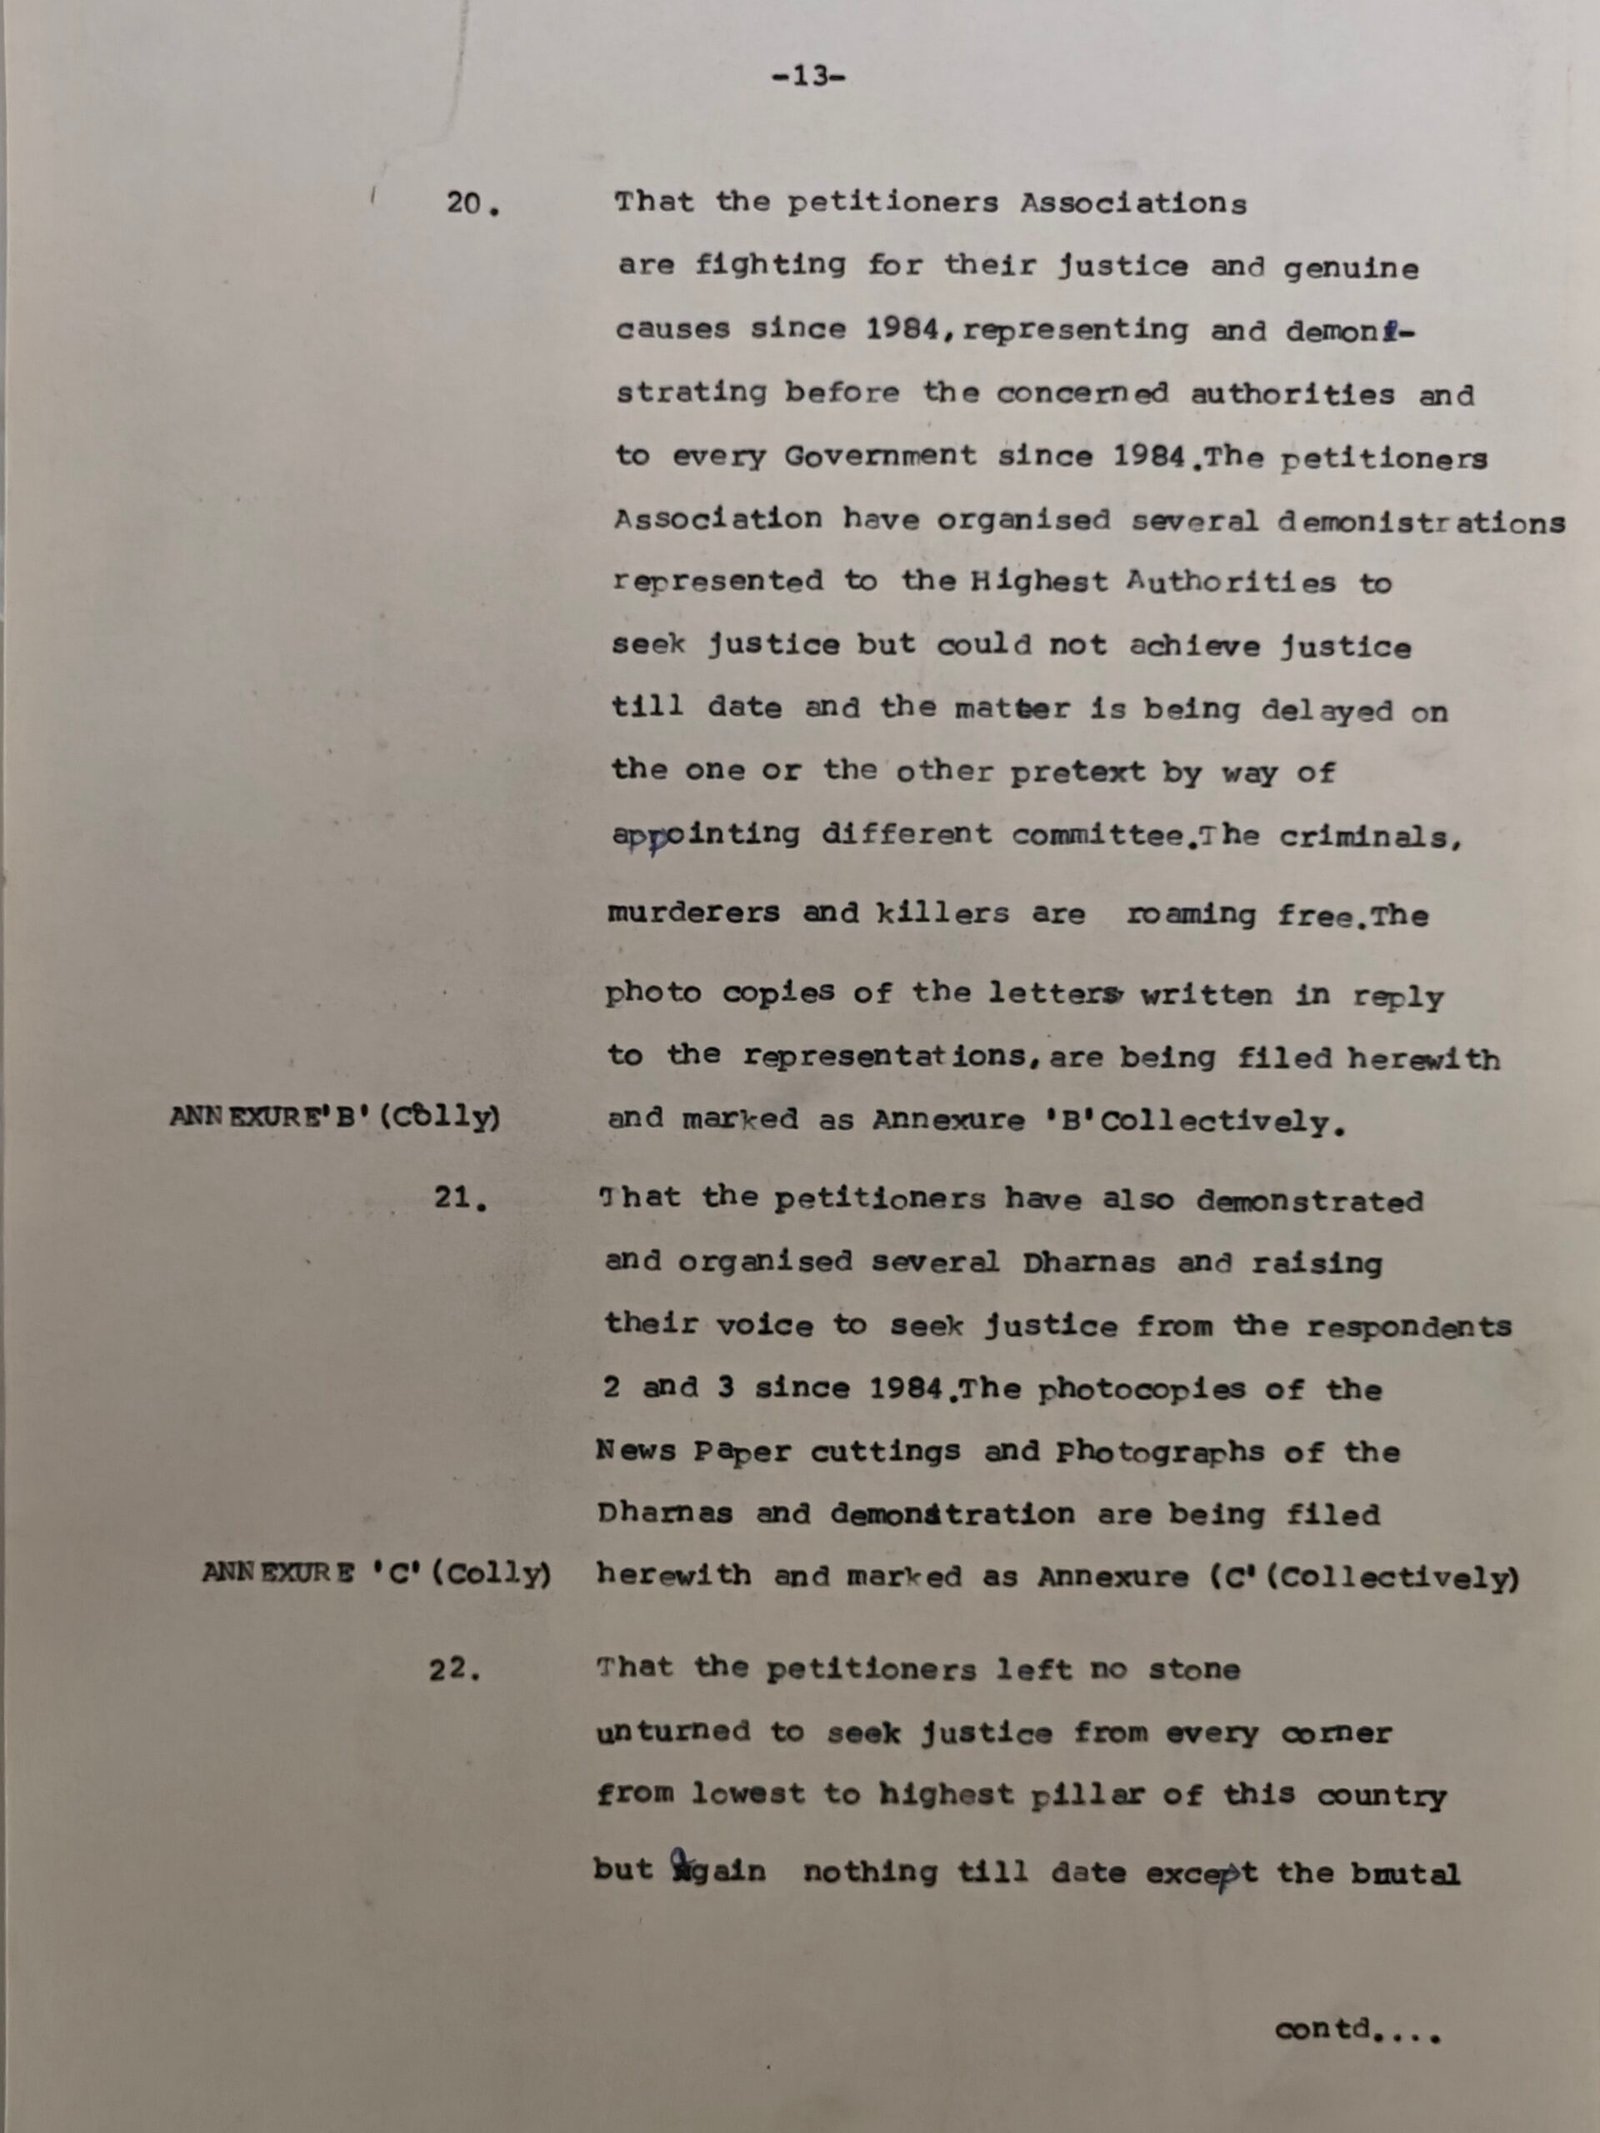 -13-
20. That the petitioners Associations
are fighting for their justice and genuine
causes since 1984,representing and demon-
strating before the concerned authorities and
to every Government since 1984.The petitioners
Association have organised several demonistrations
represented to the Highest Authorities to
seek justice but could not achieve justice
till date and the matter is being delayed on
the one or the other pretext by way of
appointing different committee.The criminals,
murderers and killers are roaming free.The
photo copies of the letters written in reply
to the representations,are being filed herewith
ANNEXURE'B'(Colly) and marked as Annexure 'B'Collectively.
21. That the petitioners have also demonstrated
and organised several Dharnas and raising
their voice to seek justice from the respondents
2 and 3 since 1984.The photocopies of the
News Paper cuttings and Photographs of the
Dharnas and demonstration are being filed
ANNEXURE 'C'(Colly) herewith and marked as Annexure (C'(Collectively)
22. That the petitioners left no stone
unturned to seek justice from every corner
from lowest to highest pillar of this country
but again nothing till date except the brutal
contd....